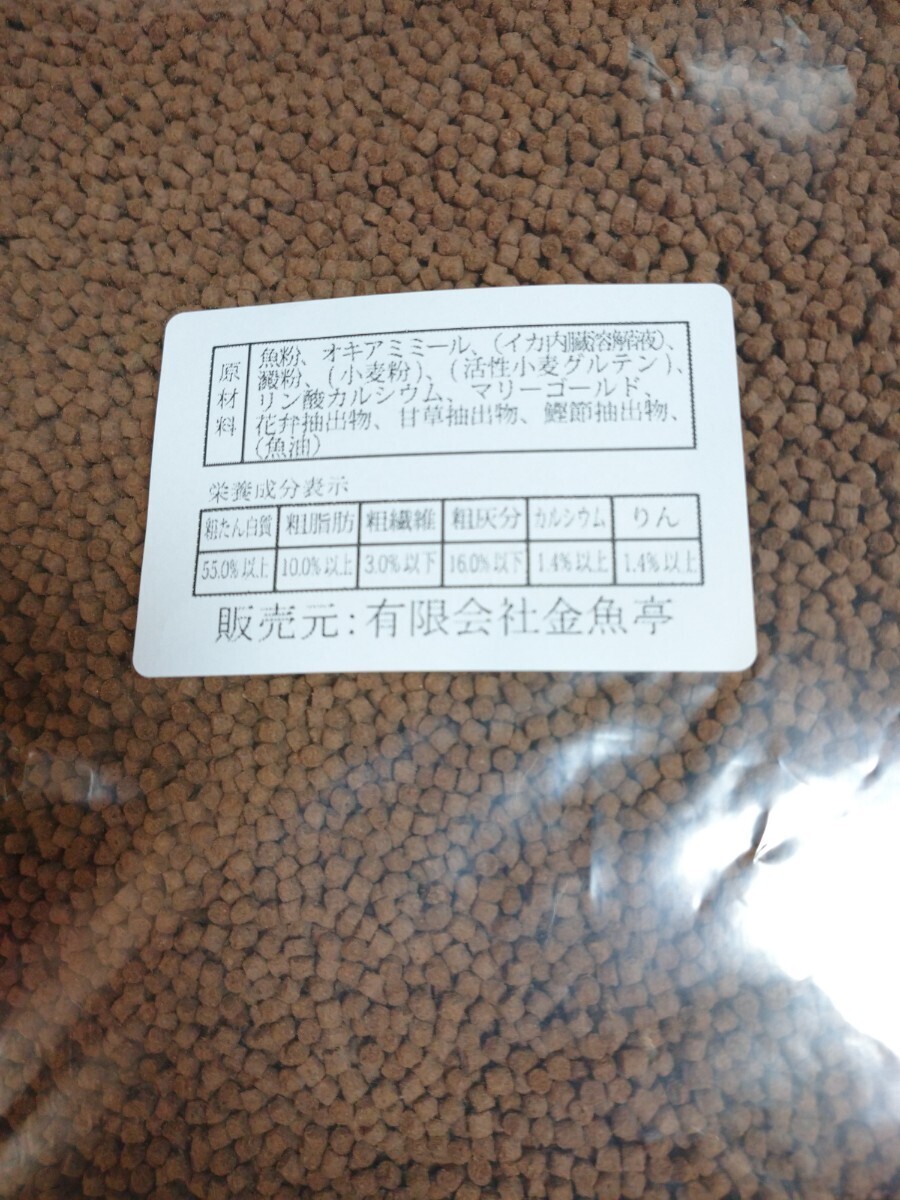 原材料
魚粉、オキアミミール、（イカ内臓溶解液）、
澱粉、（小麦粉）、（活性小麦グルテン）、
リン酸カルシウム、マリーゴールド、
花弁抽出物、甘草抽出物、鰹節抽出物、
（魚油）
栄養成分表示
粗たん白質 粗脂肪 粗繊維 粗灰分 カルシウム りん
55.0%以上 10.0%以上 3.0%以下 16.0%以下 1.4%以上 1.4%以上
販売元:有限会社金魚亭